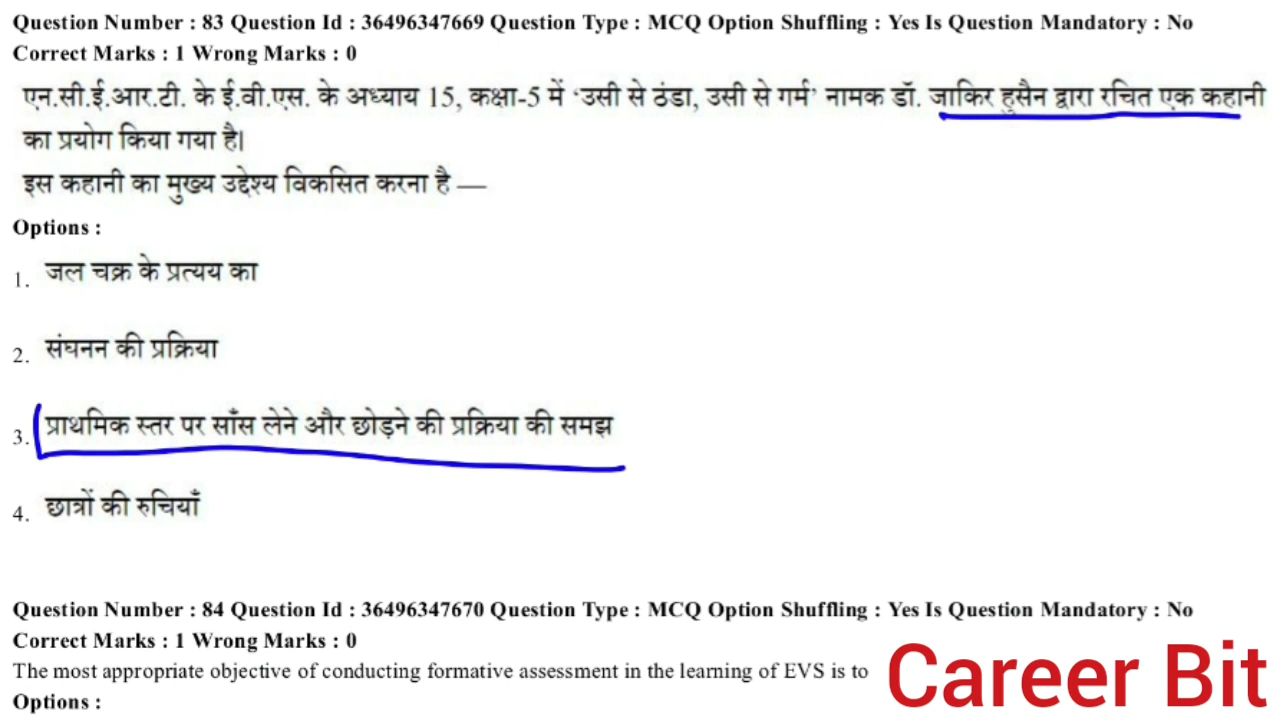 Question Number : 83 Question Id : 36496347669 Question Type : MCQ Option Shuffling : Yes Is Question Mandatory : No
Correct Marks : 1 Wrong Marks : 0
एन.सी.ई.आर.टी. के ई.वी.एस. के अध्याय 15, कक्षा-5 में ‘उसी से ठंडा, उसी से गर्म’ नामक डॉ. जाकिर हुसैन द्वारा रचित एक कहानी
का प्रयोग किया गया है।
इस कहानी का मुख्य उद्देश्य विकसित करना है —
Options :
1. जल चक्र के प्रत्यय का
2. संघनन की प्रक्रिया
3. प्राथमिक स्तर पर साँस लेने और छोड़ने की प्रक्रिया की समझ
4. छात्रों की रुचियाँ
Question Number : 84 Question Id : 36496347670 Question Type : MCQ Option Shuffling : Yes Is Question Mandatory : No
Correct Marks : 1 Wrong Marks : 0
The most appropriate objective of conducting formative assessment in the learning of EVS is to
Options :
Career Bit